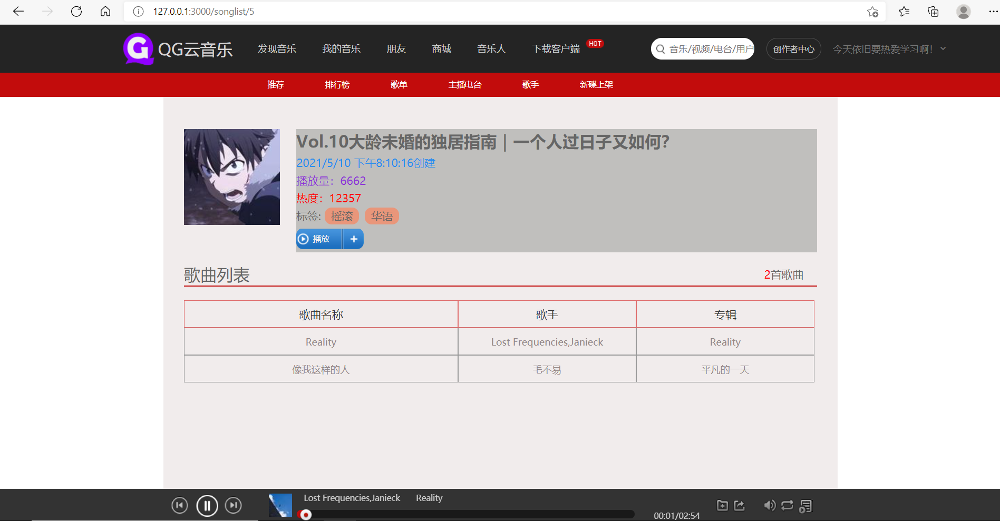 127.0.0.1:3000/songlist/5
QG云音乐
发现音乐 我的音乐 朋友 商城 音乐人 下载客户端 HOT
音乐/视频/电台/用户
创作者中心
今天依旧要热爱学习啊！
推荐 排行榜 歌单 主播电台 歌手 新碟上架
Vol.10大龄未婚的独居指南｜一个人过日子又如何?
2021/5/10 下午8:10:16创建
播放量：6662
热度：12357
标签: 摇滚 华语
播放 +
歌曲列表 2首歌曲
歌曲名称 歌手 专辑
Reality Lost Frequencies,Janieck Reality
像我这样的人 毛不易 平凡的一天
Lost Frequencies,Janieck Reality
00:01/02:54